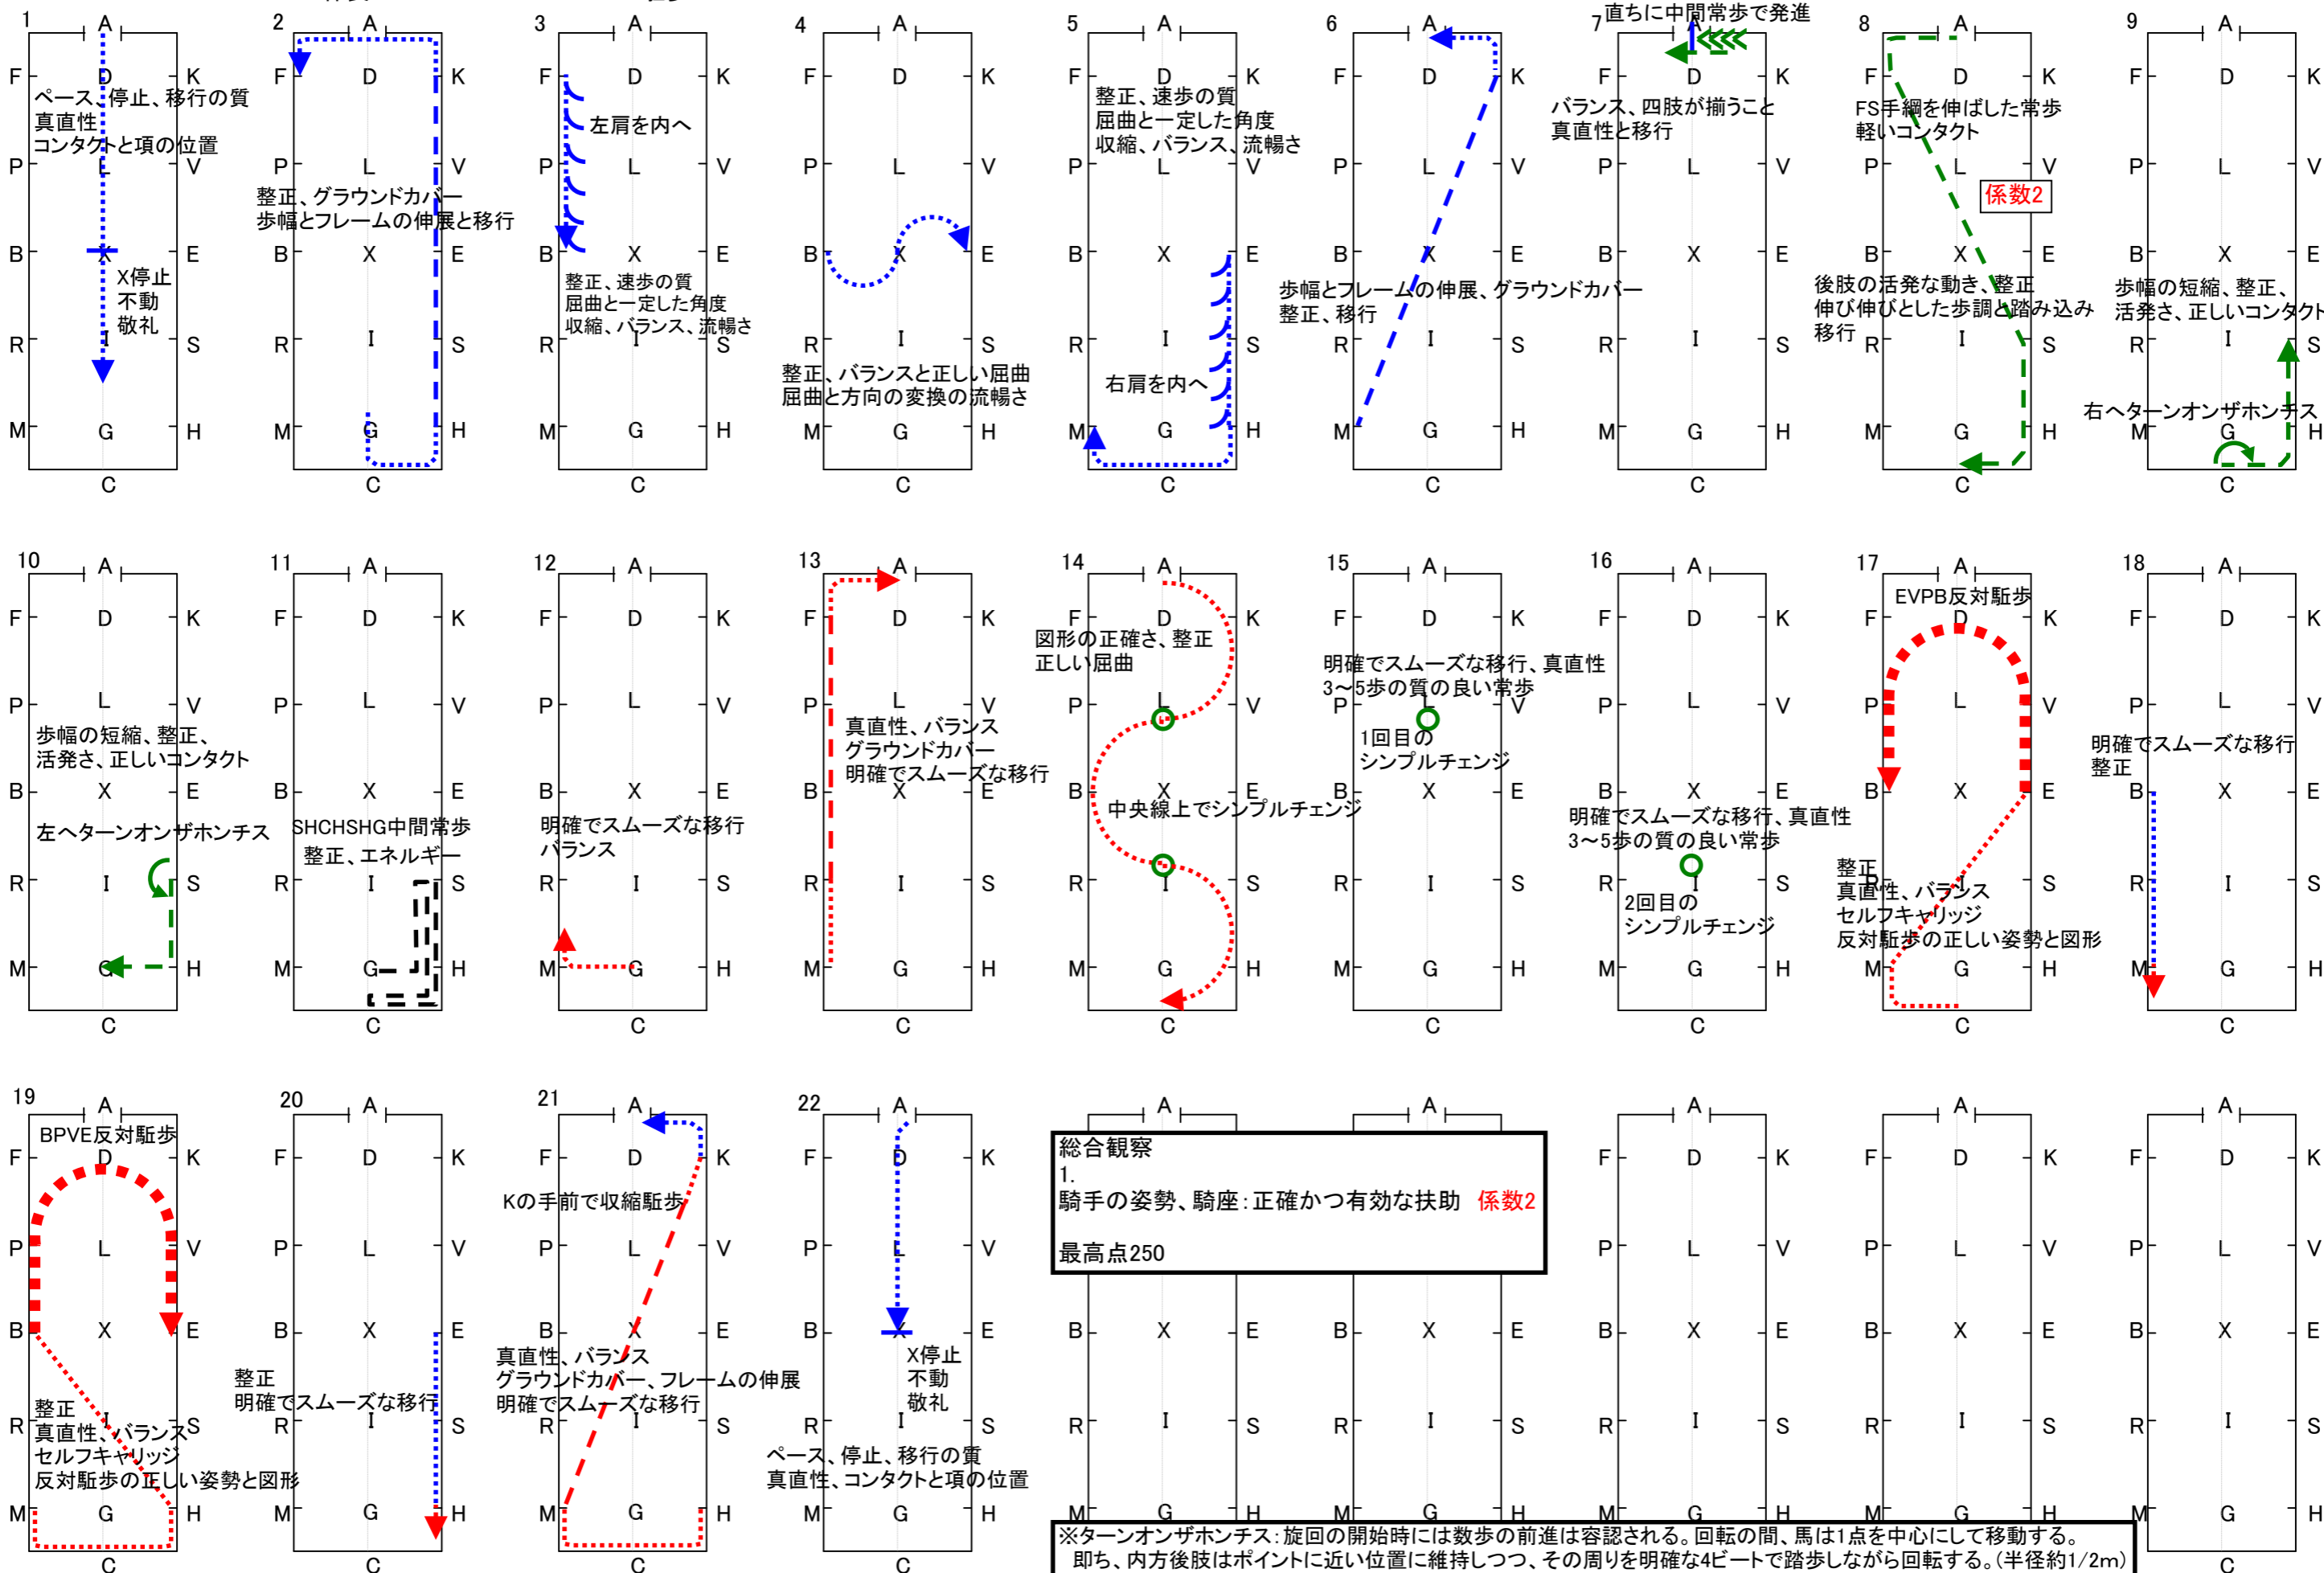 1
A
F
D
K
ペース、停止、移行の質
真直性
コンタクトと項の位置
P
L
V
B
X
E
X停止
不動
敬礼
R
I
S
M
G
H
C
2
A
F
D
K
P
L
V
整正、グラウンドカバー
歩幅とフレームの伸展と移行
B
X
E
R
I
S
M
G
H
C
3
A
F
D
K
左肩を内へ
P
L
V
B
X
E
整正、速歩の質
屈曲と一定した角度
収縮、バランス、流暢さ
R
I
S
M
G
H
C
4
A
F
D
K
P
L
V
B
X
E
R
I
S
整正、バランスと正しい屈曲
屈曲と方向の変換の流暢さ
M
G
H
C
5
A
F
D
K
整正、速歩の質
屈曲と一定した角度
収縮、バランス、流暢さ
P
L
V
B
X
E
R
I
S
右肩を内へ
M
G
H
C
6
A
F
D
K
P
L
V
B
X
E
歩幅とフレームの伸展、グラウンドカバー
整正、移行
R
I
S
M
G
H
C
7
直ちに中間常歩で発進
A
F
D
K
バランス、四肢が揃うこと
真直性と移行
P
L
V
B
X
E
R
I
S
M
G
H
C
8
A
F
D
K
FS手綱を伸ばした常歩
軽いコンタクト
P
L
V
係数2
B
X
E
後肢の活発な動き、整正
伸び伸びとした歩調と踏み込み
移行
R
I
S
M
G
H
C
9
A
F
D
K
P
L
V
B
X
E
歩幅の短縮、整正、
活発さ、正しいコンタクト
R
I
S
右へターンオンザホンチス
M
G
H
C
10
A
F
D
K
P
L
V
歩幅の短縮、整正、
活発さ、正しいコンタクト
B
X
E
左へターンオンザホンチス
R
I
S
M
G
H
C
11
A
F
D
K
P
L
V
B
X
E
SHCHSHG中間常歩
整正、エネルギー
R
I
S
M
G
H
C
12
A
F
D
K
P
L
V
B
X
E
明確でスムーズな移行
バランス
R
I
S
M
G
H
C
13
A
F
D
K
P
L
V
真直性、バランス
グラウンドカバー
明確でスムーズな移行
B
X
E
R
I
S
M
G
H
C
14
A
F
D
K
図形の正確さ、整正
正しい屈曲
P
L
V
B
X
E
中央線上でシンプルチェンジ
R
I
S
M
G
H
C
15
A
F
D
K
明確でスムーズな移行、真直性
3～5歩の質の良い常歩
P
L
V
1回目の
シンプルチェンジ
B
X
E
R
I
S
M
G
H
C
16
A
F
D
K
P
L
V
B
X
E
明確でスムーズな移行、真直性
3～5歩の質の良い常歩
R
I
S
2回目の
シンプルチェンジ
M
G
H
C
17
A
EVPB反対駈歩
F
D
K
P
L
V
B
X
E
整正
真直性、バランス
セルフキャリッジ
反対駈歩の正しい姿勢と図形
R
I
S
M
G
H
C
18
A
F
D
K
P
L
V
明確でスムーズな移行
整正
B
X
E
R
I
S
M
G
H
C
19
A
BPVE反対駈歩
F
D
K
P
L
V
B
X
E
整正
真直性、バランス
セルフキャリッジ
反対駈歩の正しい姿勢と図形
R
I
S
M
G
H
C
20
A
F
D
K
P
L
V
B
X
E
整正
明確でスムーズな移行
R
I
S
M
G
H
C
21
A
F
D
K
Kの手前で収縮駈歩
P
L
V
B
X
E
真直性、バランス
グラウンドカバー、フレームの伸展
明確でスムーズな移行
R
I
S
M
G
H
C
22
A
F
D
K
P
L
V
B
X
E
X停止
不動
敬礼
R
I
S
ペース、停止、移行の質
真直性、コンタクトと項の位置
M
G
H
C
A
A
総合観察
1.
騎手の姿勢、騎座：正確かつ有効な扶助 係数2
最高点250
B
X
E
R
I
S
M
G
H
B
X
E
R
I
S
M
G
H
A
F
D
K
P
L
V
B
X
E
R
I
S
M
G
H
A
F
D
K
P
L
V
B
X
E
R
I
S
M
G
H
A
F
D
K
P
L
V
B
X
E
R
I
S
M
G
H
C
※ターンオンザホンチス：旋回の開始時には数歩の前進は容認される。回転の間、馬は1点を中心にして移動する。
即ち、内方後肢はポイントに近い位置に維持しつつ、その周りを明確な4ビートで踏歩しながら回転する。（半径約1/2m）